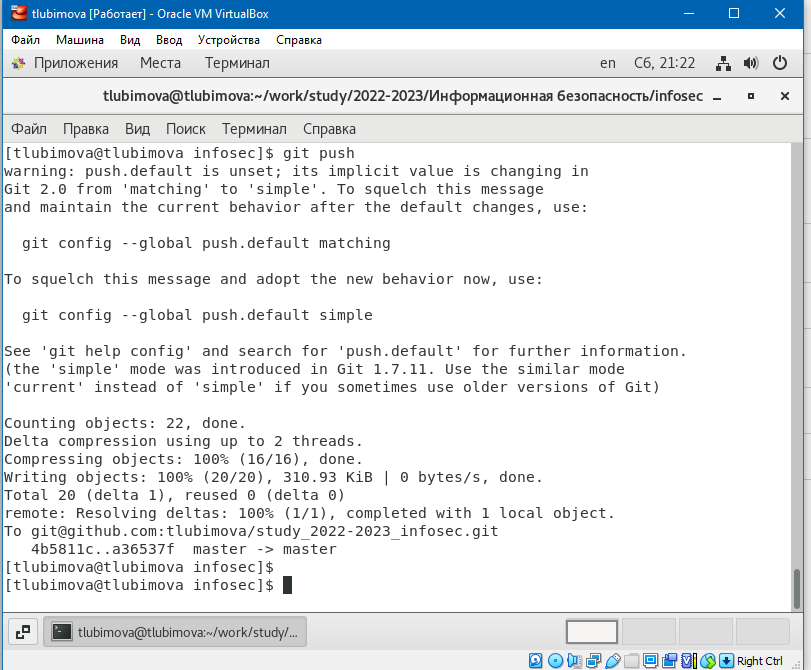 tlubimova [Работает] - Oracle VM VirtualBox
Файл Машина Вид Ввод Устройства Справка
Приложения Места Терминал en Сб, 21:22
tlubimova@tlubimova:~/work/study/2022-2023/Информационная безопасность/infosec
Файл Правка Вид Поиск Терминал Справка
[tlubimova@tlubimova infosec]$ git push
warning: push.default is unset; its implicit value is changing in
Git 2.0 from 'matching' to 'simple'. To squelch this message
and maintain the current behavior after the default changes, use:
git config --global push.default matching
To squelch this message and adopt the new behavior now, use:
git config --global push.default simple
See 'git help config' and search for 'push.default' for further information.
(the 'simple' mode was introduced in Git 1.7.11. Use the similar mode
'current' instead of 'simple' if you sometimes use older versions of Git)
Counting objects: 22, done.
Delta compression using up to 2 threads.
Compressing objects: 100% (16/16), done.
Writing objects: 100% (20/20), 310.93 KiB | 0 bytes/s, done.
Total 20 (delta 1), reused 0 (delta 0)
remote: Resolving deltas: 100% (1/1), completed with 1 local object.
To git@github.com:tlubimova/study_2022-2023_infosec.git
4b5811c..a36537f master -> master
[tlubimova@tlubimova infosec]$
[tlubimova@tlubimova infosec]$
tlubimova@tlubimova:~/work/study/...
Right Ctrl